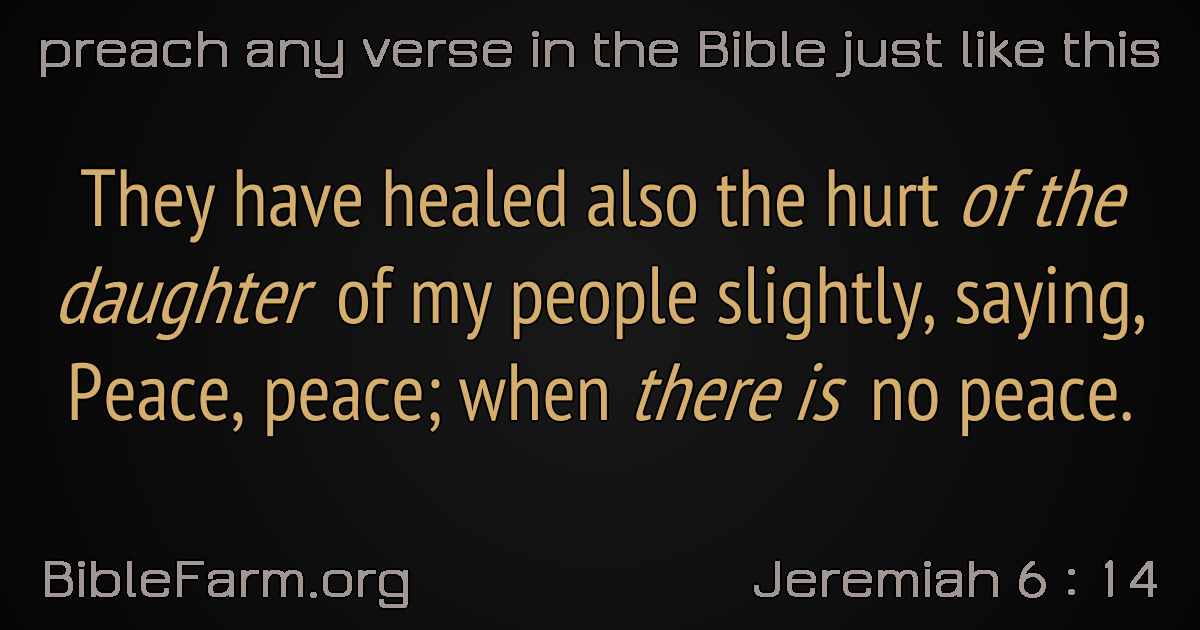 preach any verse in the Bible just like this
They have healed also the hurt of the
daughter of my people slightly, saying,
Peace, peace; when there is no peace.
BibleFarm.org
Jeremiah 6 : 14